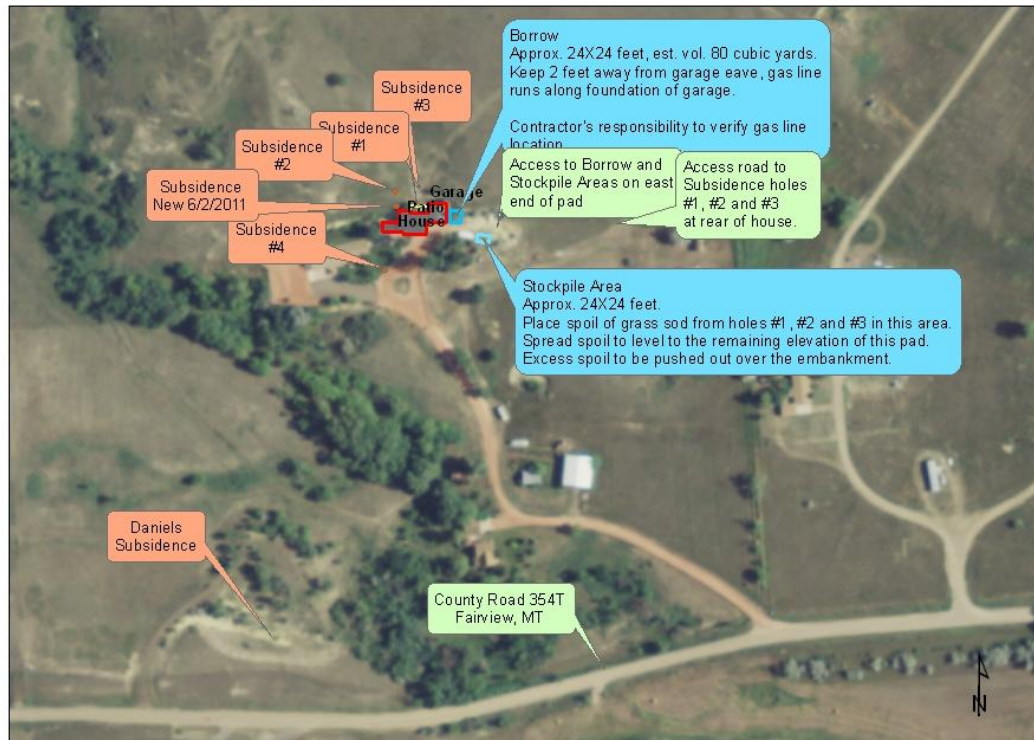 Borrow
Approx. 24X24 feet, est. vol. 80 cubic yards.
Keep 2 feet away from garage eave, gas line
runs along foundation of garage.
Contractor's responsibility to verify gas line
location
Subsidence
#3
Subsidence
#1
Subsidence
#2
Subsidence
New 6/2/2011
Subsidence
#4
Garage
Patio
House
Access to Borrow and
Stockpile Areas on east
end of pad
Access road to
Subsidence holes
#1, #2 and #3
at rear of house.
Stockpile Area
Approx. 24X24 feet.
Place spoil of grass sod from holes #1, #2 and #3 in this area.
Spread spoil to level to the remaining elevation of this pad.
Excess spoil to be pushed out over the embankment.
Daniels
Subsidence
County Road 354T
Fairview, MT
N